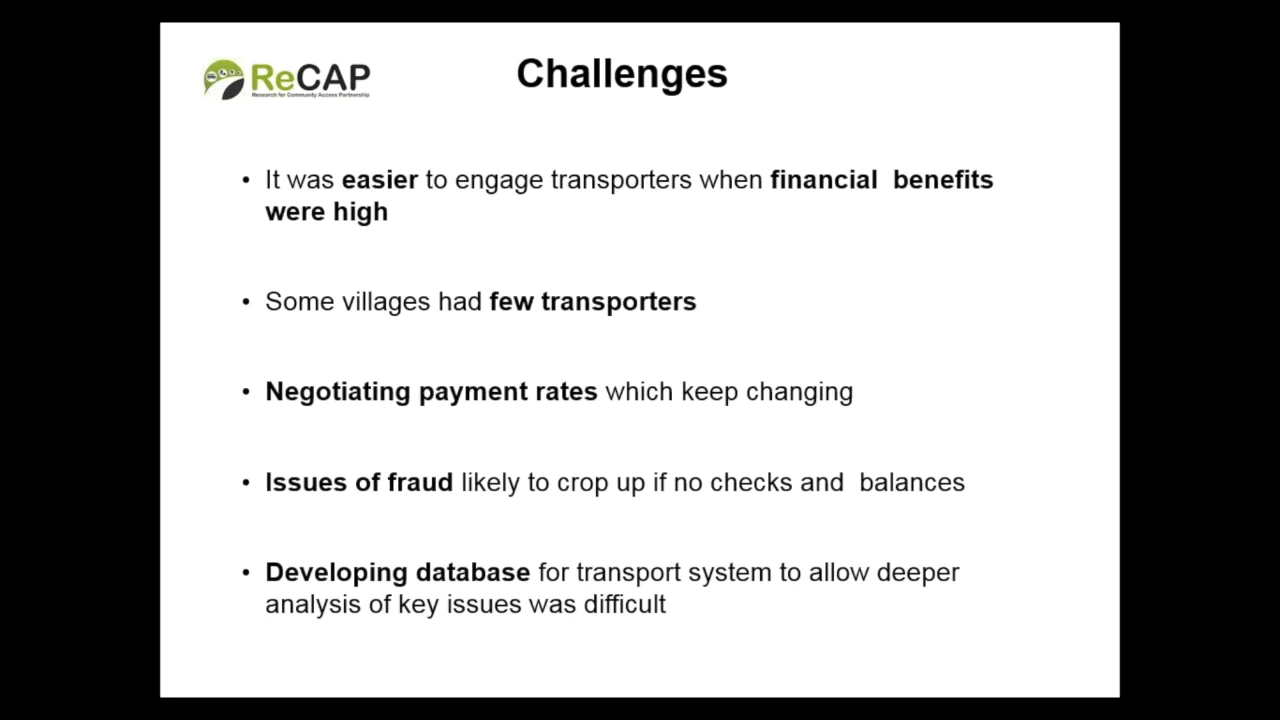 ReCAP
Research for Community Access Partnership
Challenges
• It was easier to engage transporters when financial  benefits
were high
• Some villages had few transporters
• Negotiating payment rates which keep changing
• Issues of fraud likely to crop up if no checks and  balances
• Developing database for transport system to allow deeper
analysis of key issues was difficult